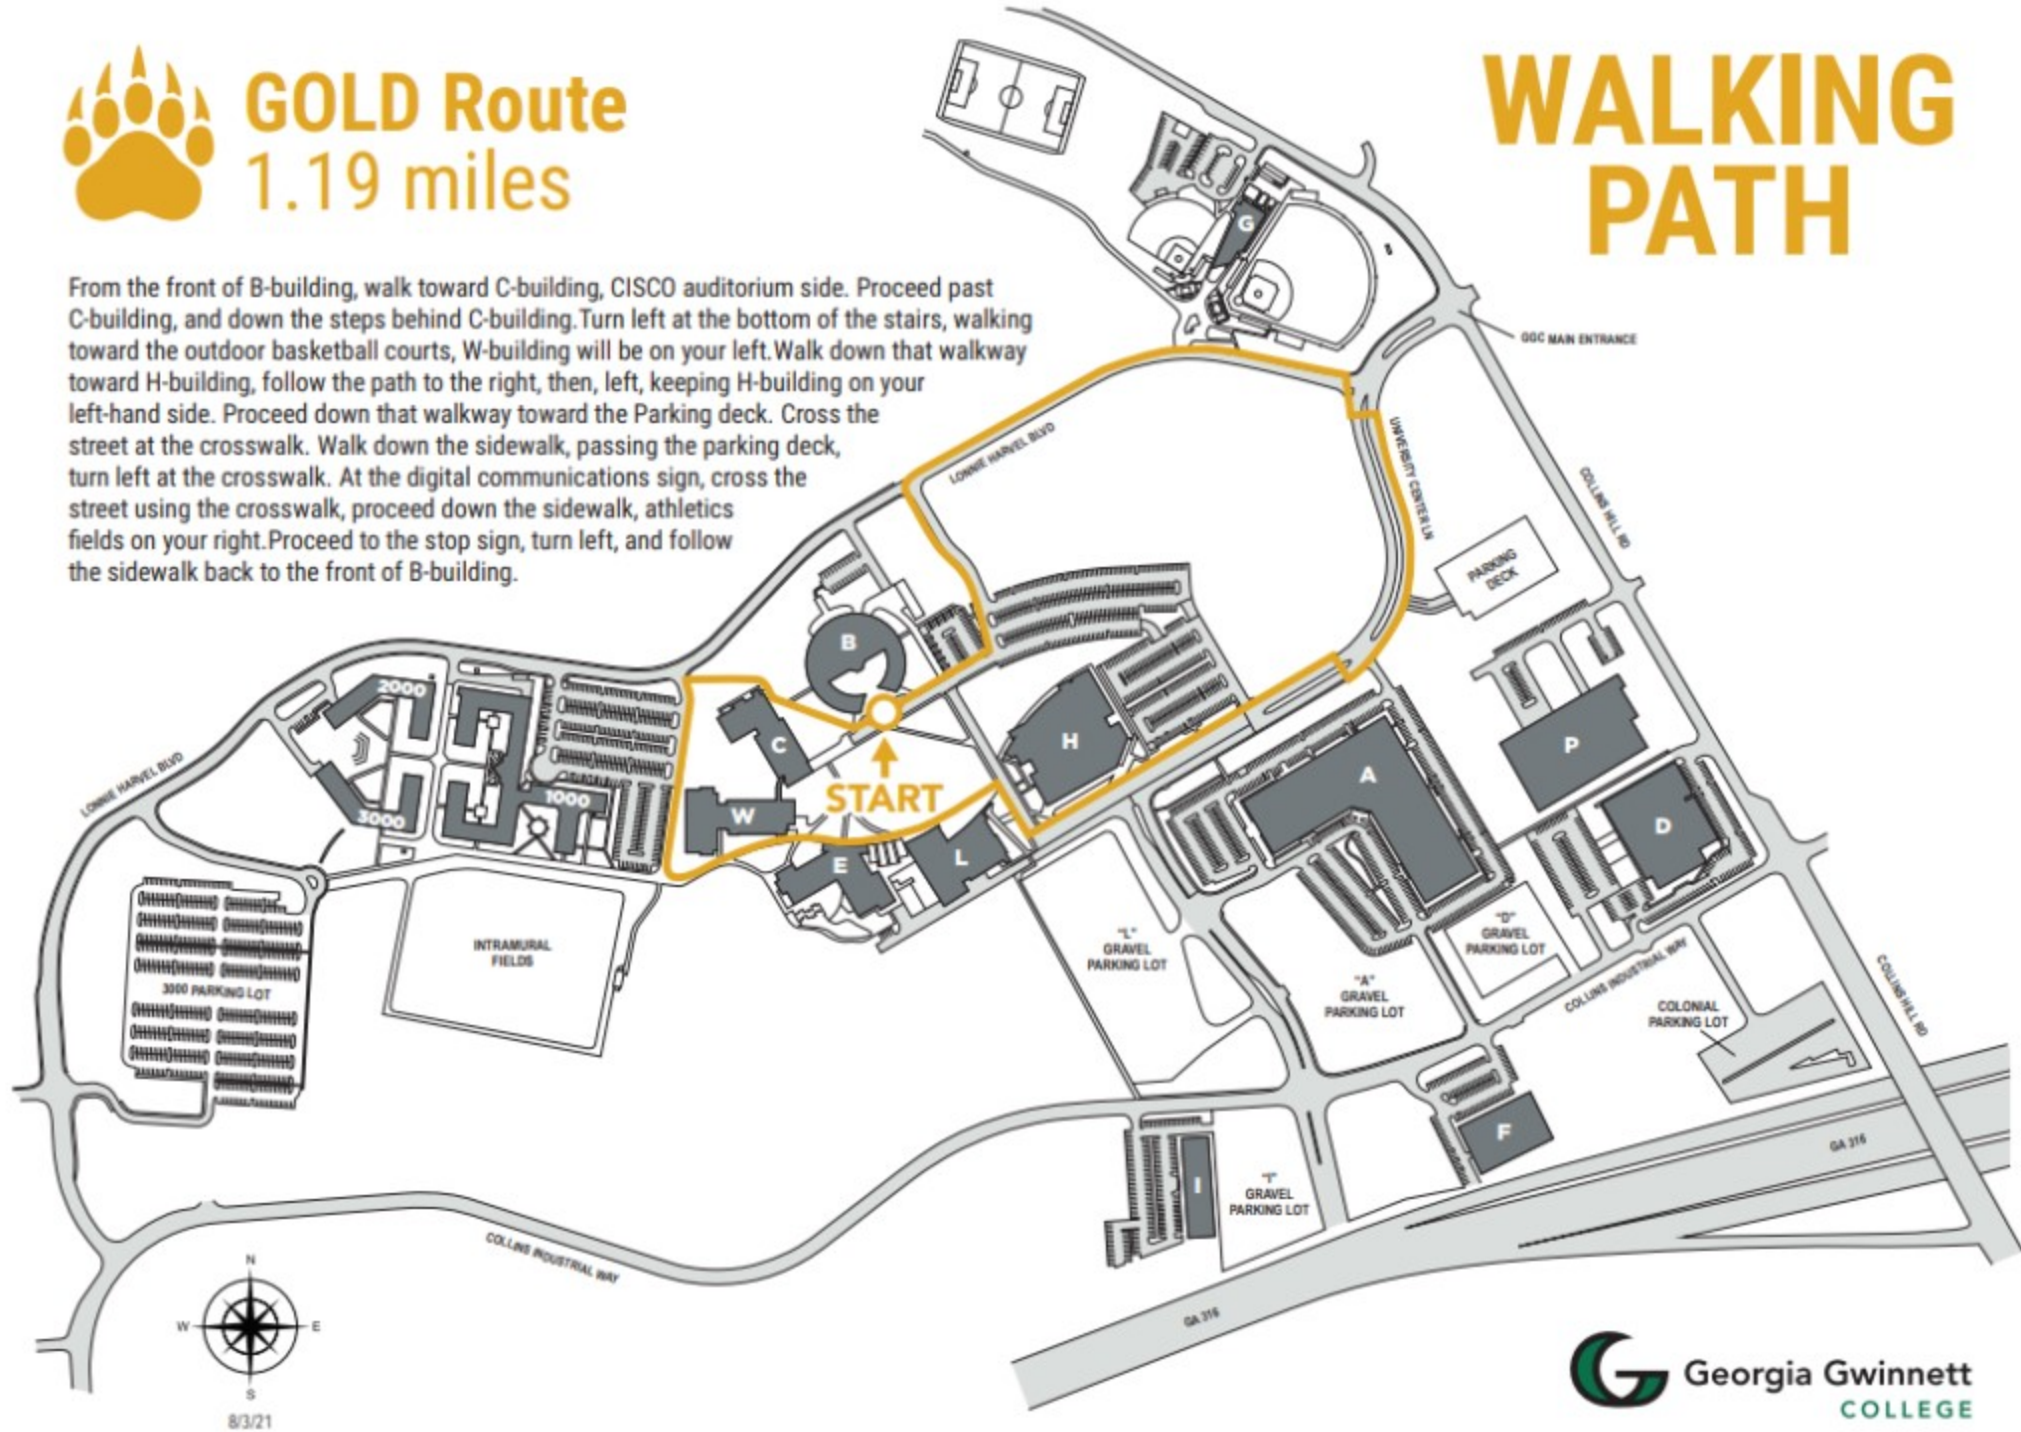 GOLD Route
1.19 miles
WALKING
PATH
From the front of B-building, walk toward C-building, CISCO auditorium side. Proceed past
C-building, and down the steps behind C-building.Turn left at the bottom of the stairs, walking
toward the outdoor basketball courts, W-building will be on your left.Walk down that walkway
toward H-building, follow the path to the right, then, left, keeping H-building on your
left-hand side. Proceed down that walkway toward the Parking deck. Cross the
street at the crosswalk. Walk down the sidewalk, passing the parking deck,
turn left at the crosswalk. At the digital communications sign, cross the
street using the crosswalk, proceed down the sidewalk, athletics
fields on your right.Proceed to the stop sign, turn left, and follow
the sidewalk back to the front of B-building.
G
GGC MAIN ENTRANCE
LONNIE HARVEL BLVD
UNIVERSITY CENTER LN
COLLINS HILL RD
PARKING
DECK
B
2000
C
H
P
LONNIE HARVEL BLVD
1000
3000
W
START
A
D
E
L
INTRAMURAL
FIELDS
3000 PARKING LOT
"L"
GRAVEL
PARKING LOT
"A"
GRAVEL
PARKING LOT
"D"
GRAVEL
PARKING LOT
COLLINS INDUSTRIAL WAY
COLONIAL
PARKING LOT
COLLINS HILL RD
F
GA 316
I
"I"
GRAVEL
PARKING LOT
COLLINS INDUSTRIAL WAY
GA 316
N
W
E
S
8/3/21
Georgia Gwinnett
COLLEGE